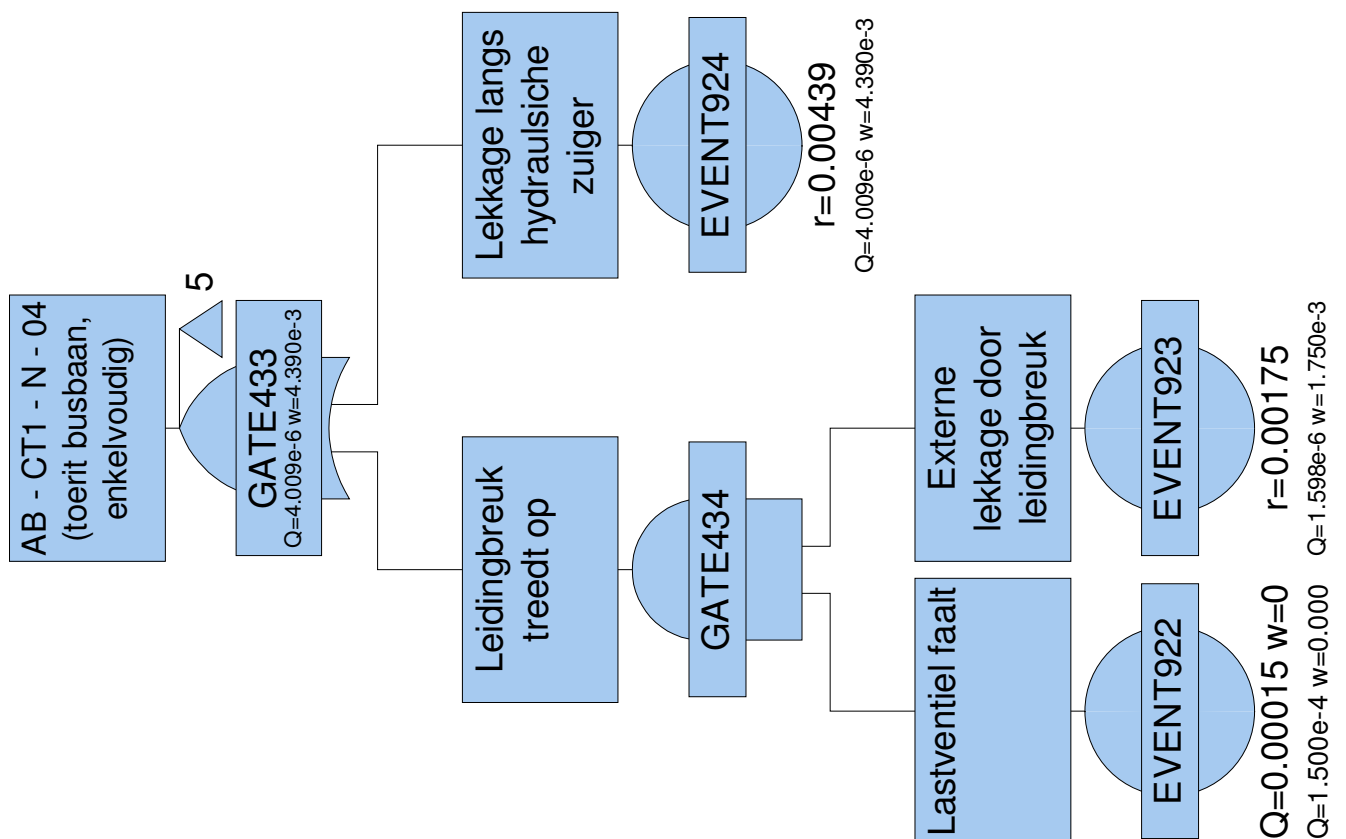 AB - CT1 - N - 04
(toerit busbaan,
enkelvoudig)
5
GATE433
Q=4.009e-6 w=4.390e-3
Leidingbreuk
treedt op
GATE434
Lekkage langs
hydraulsiche
zuiger
EVENT924
r=0.00439
Q=4.009e-6 w=4.390e-3
Lastventiel faalt
EVENT922
Q=0.00015 w=0
Q=1.500e-4 w=0.000
Externe
lekkage door
leidingbreuk
EVENT923
r=0.00175
Q=1.598e-6 w=1.750e-3